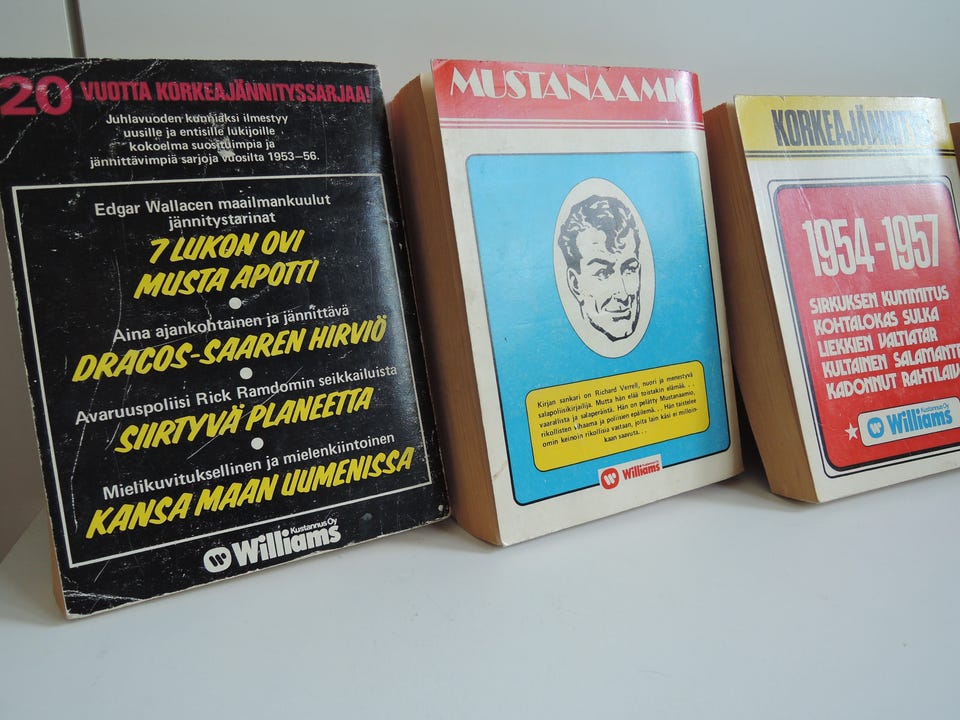 20 VUOTTA KORKEAJÄNNITYSSARJAA!
Juhlavuoden kunniaksi ilmestyy
uusille ja entisille lukijoille
kokoelma suosituimpia ja
jännittävimpiä sarjoja vuosilta 1953–56.
Edgar Wallacen maailmankuulut
jännitystarinat
7 LUKON OVI
MUSTA APOTTI
Aina ajankohtainen ja jännittävä
DRACOS-SAAREN HIRVIÖ
Avaruuspoliisi Rick Ramdomin seikkailuista
SIIRTYVÄ PLANEETTA
Mielikuvituksellinen ja mielenkiintoinen
KANSA MAAN UUMENISSA
Kustannus Oy
Williams
MUSTANAAMIO
Kirjan sankari on Richard Verrell, nuori ja menestyvä
salapoliisikirjailija. Mutta hän elää toistakin elämää. . .
vaarallista ja salaperäistä. Hän on pelätty Mustanaamio,
rikollisten vihaama ja poliisien epäilemä. . . Hän taistelee
omin keinoin rikollisia vastaan, joita lain käsi ei milloin-
kaan saavuta. . .
Williams
KORKEAJÄNNITYS
1954-1957
SIRKUKSEN KUMMITUS
KOHTALOKAS SULKA
LIEKKIEN VALTIATAR
KULTAINEN SALAMANT
KADONNUT RAHTILAIV
Kustannus Oy
Williams